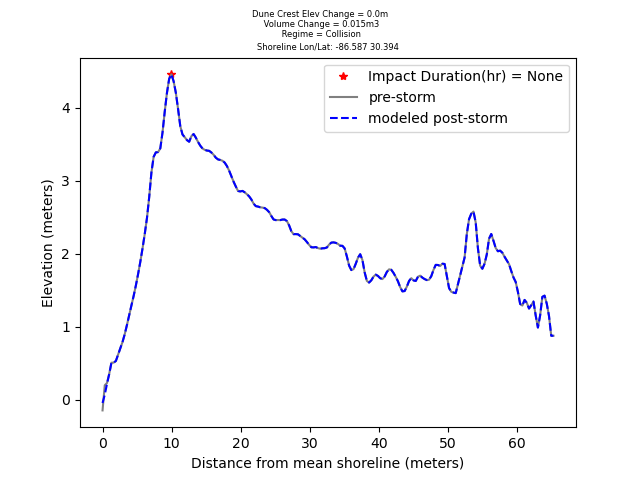 Dune Crest Elev Change = 0.0m
Volume Change = 0.015m3
Regime = Collision
Shoreline Lon/Lat: -86.587 30.394
Impact Duration(hr) = None
pre-storm
modeled post-storm
Elevation (meters)
4
3
2
1
0
0 10 20 30 40 50 60
Distance from mean shoreline (meters)